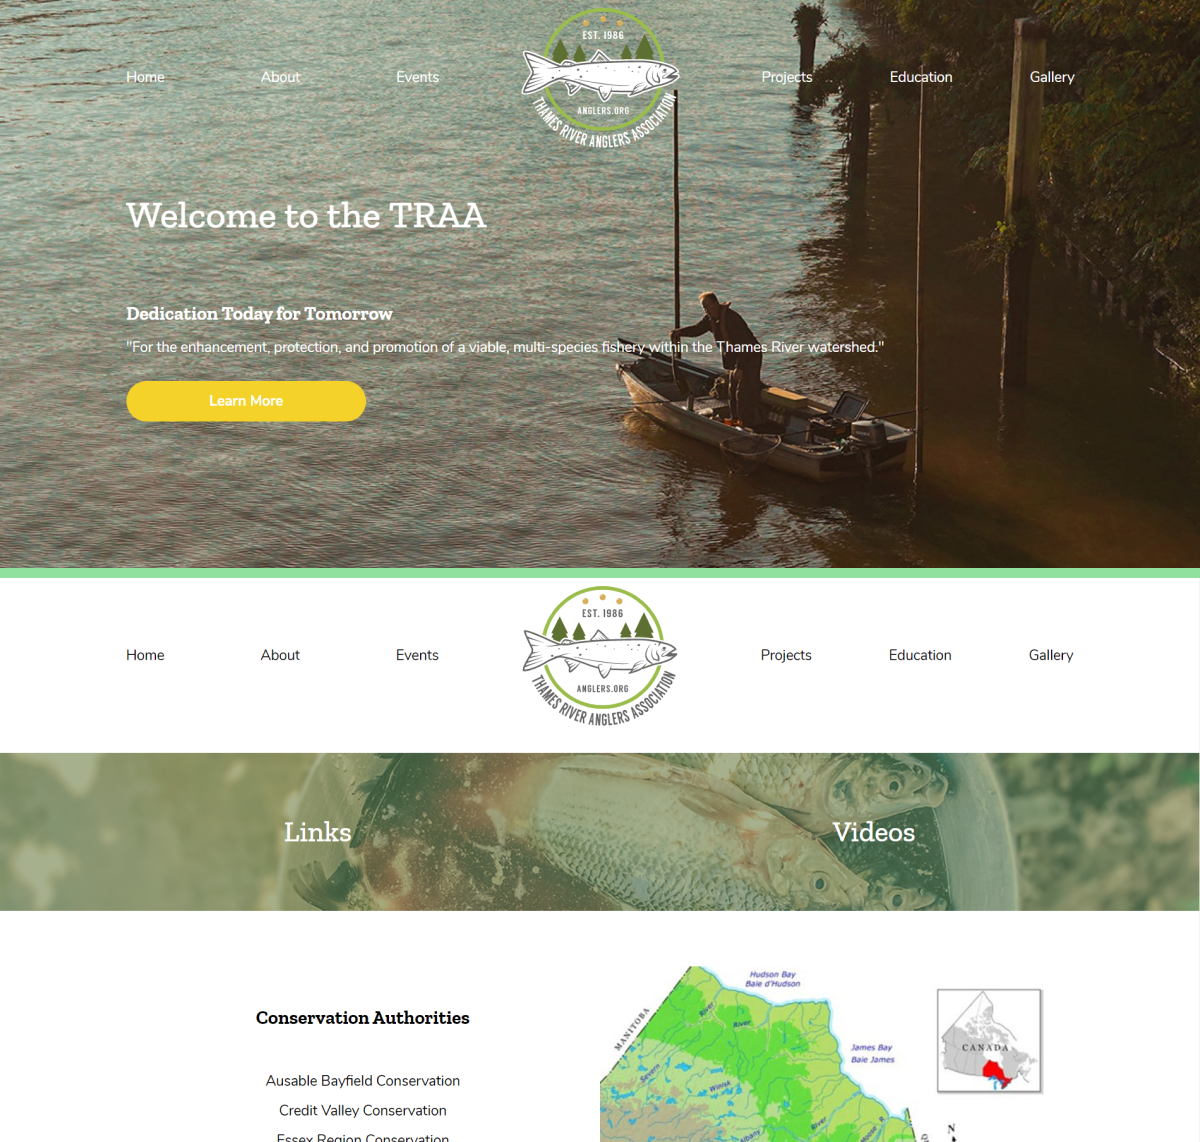 EST. 1986
Home
About
Events
Projects
Education
Gallery
ANGLERS.ORG
THAMES RIVER ANGLERS ASSOCIATION
Welcome to the TRAA
Dedication Today for Tomorrow
"For the enhancement, protection, and promotion of a viable, multi-species fishery within the Thames River watershed."
Learn More
EST. 1986
Home
About
Events
Projects
Education
Gallery
ANGLERS.ORG
THAMES RIVER ANGLERS ASSOCIATION
Links
Videos
Conservation Authorities
Ausable Bayfield Conservation
Credit Valley Conservation
Essex Region Conservation
Hudson Bay
Baie d'Hudson
MANITOBA
River
River
James Bay
Baie James
CANADA
Severn
Winisk
River
Albany
Moose R.
N